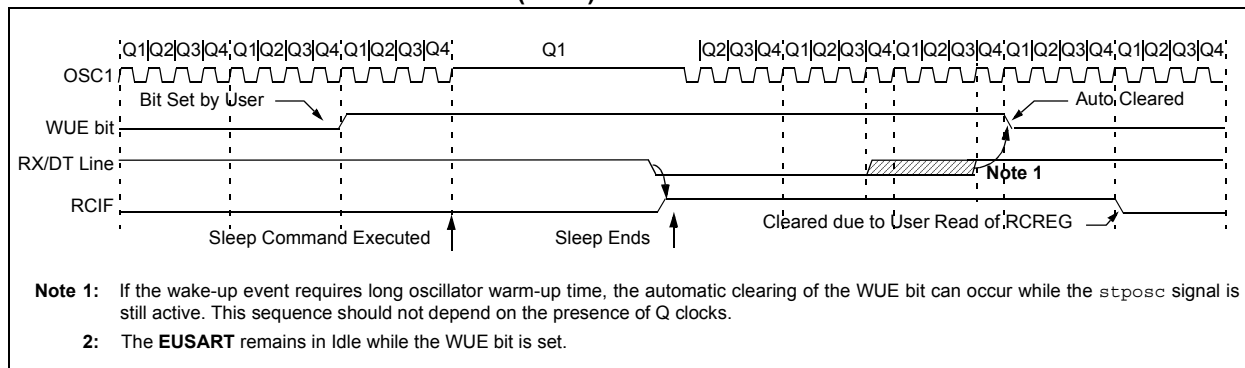 Q1 Q2 Q3 Q4 Q1 Q2 Q3 Q4 Q1 Q2 Q3 Q4 Q1 Q2 Q3 Q4 Q1 Q2 Q3 Q4 Q1 Q2 Q3 Q4 Q1 Q2 Q3 Q4 Q1 Q2 Q3 Q4
OSC1
Bit Set by User
Auto Cleared
WUE bit
RX/DT Line
Note 1
RCIF
Cleared due to User Read of RCREG
Sleep Command Executed
Sleep Ends
Note 1: If the wake-up event requires long oscillator warm-up time, the automatic clearing of the WUE bit can occur while the stposc signal is
still active. This sequence should not depend on the presence of Q clocks.
2: The EUSART remains in Idle while the WUE bit is set.